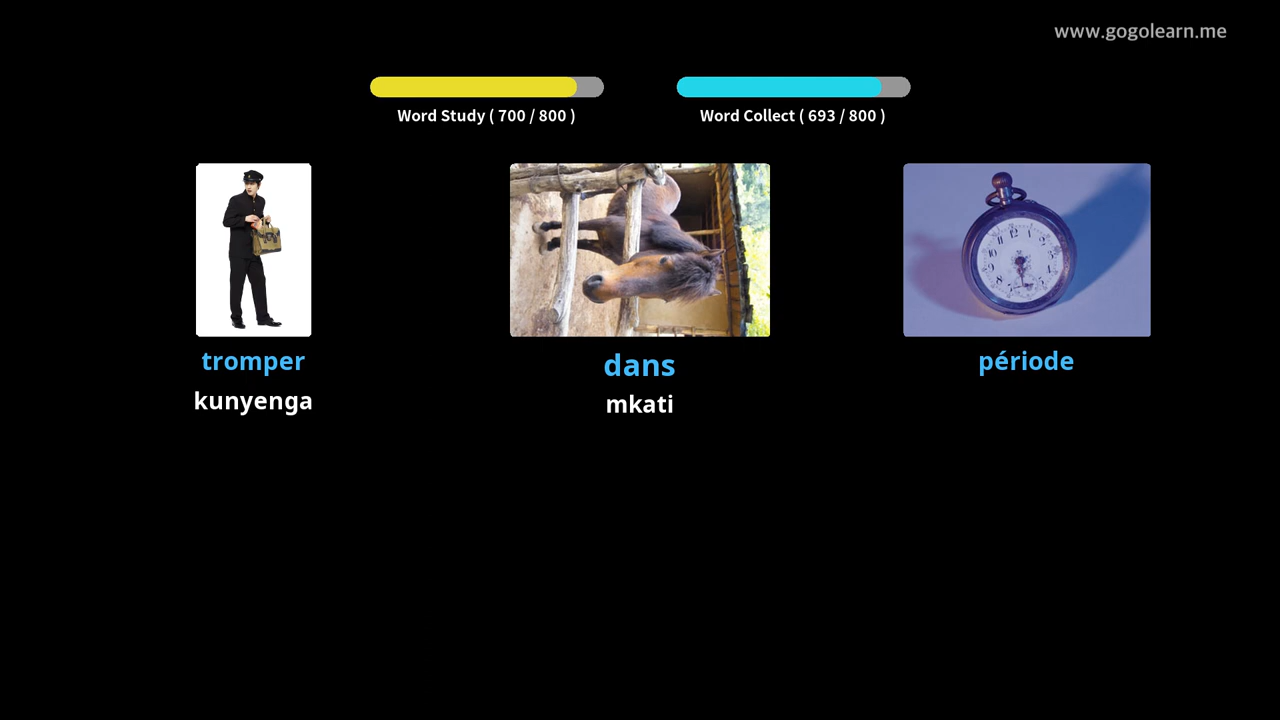 www.gogolearn.me
Word Study ( 700 / 800 )
Word Collect ( 693 / 800 )
tromper
kunyenga
dans
mkati
période